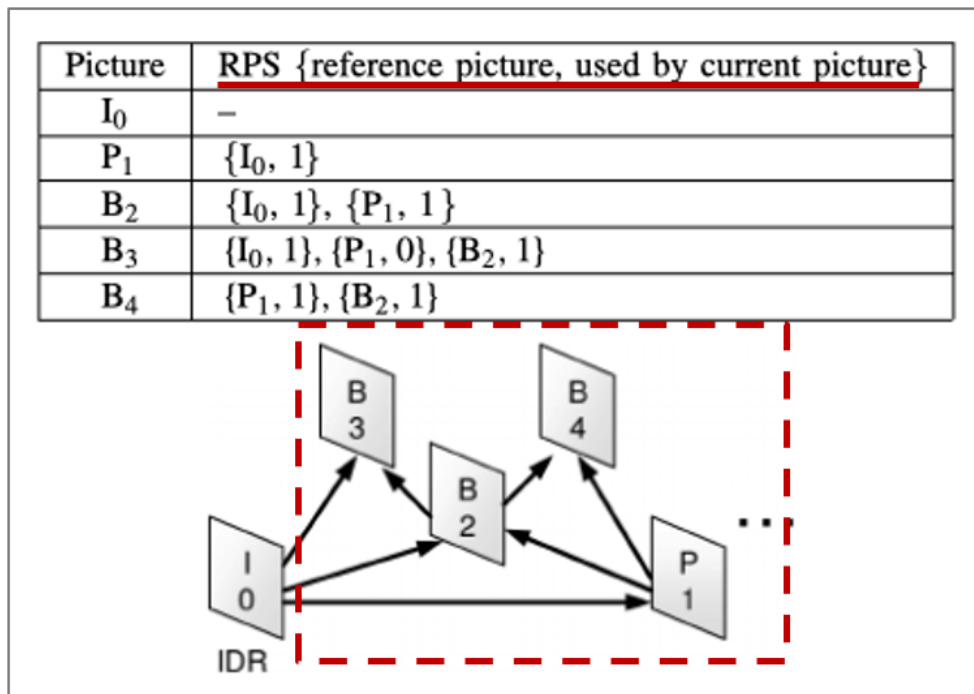 Picture RPS {reference picture, used by current picture}
I₀ –
P₁ {I₀, 1}
B₂ {I₀, 1}, {P₁, 1 }
B₃ {I₀, 1}, {P₁, 0}, {B₂, 1}
B₄ {P₁, 1}, {B₂, 1}
B
3
B
4
B
2
...
I
0
P
1
IDR